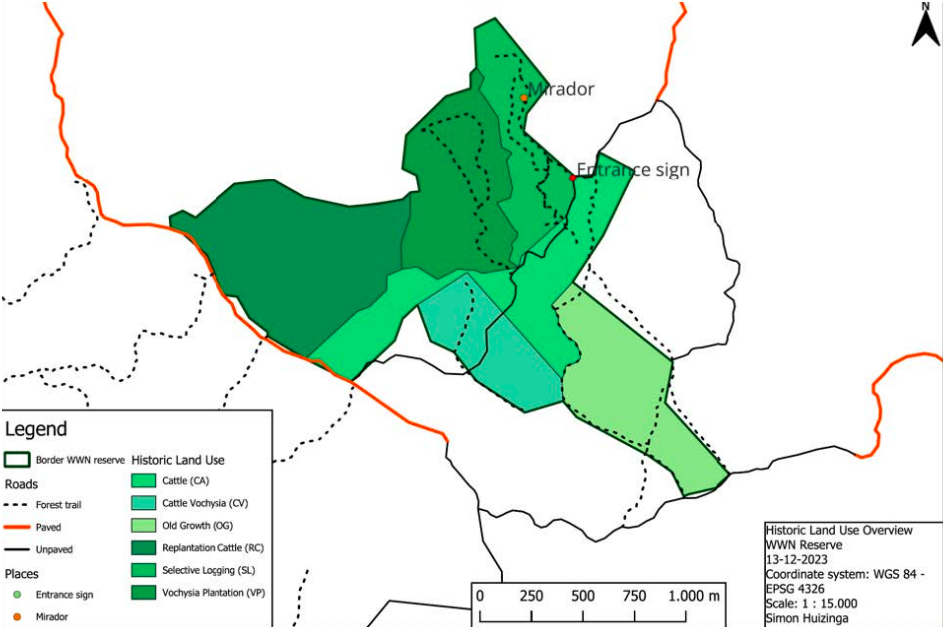 N
Mirador
Entrance sign
Legend
Border WWN reserve
Roads
Forest trail
Paved
Unpaved
Places
Entrance sign
Mirador
Historic Land Use
Cattle (CA)
Cattle Vochysia (CV)
Old Growth (OG)
Replantation Cattle (RC)
Selective Logging (SL)
Vochysia Plantation (VP)
0 250 500 750 1.000 m
Historic Land Use Overview
WWN Reserve
13-12-2023
Coordinate system: WGS 84 -
EPSG 4326
Scale: 1 : 15.000
Simon Huizinga